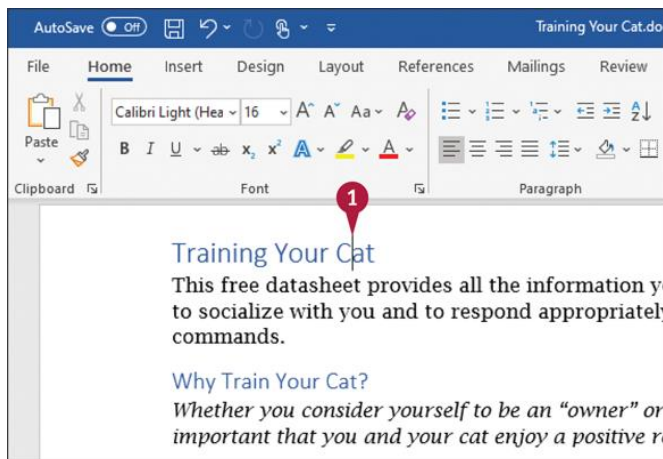 AutoSave Off Training Your Cat.do
File Home Insert Design Layout References Mailings Review
Calibri Light (Hea 16 A A Aa A
Paste B I U ab x₂ x² A A
Clipboard Font Paragraph
1
Training Your Cat
This free datasheet provides all the information
to socialize with you and to respond appropriately
commands.
Why Train Your Cat?
Whether you consider yourself to be an “owner” or
important that you and your cat enjoy a positive